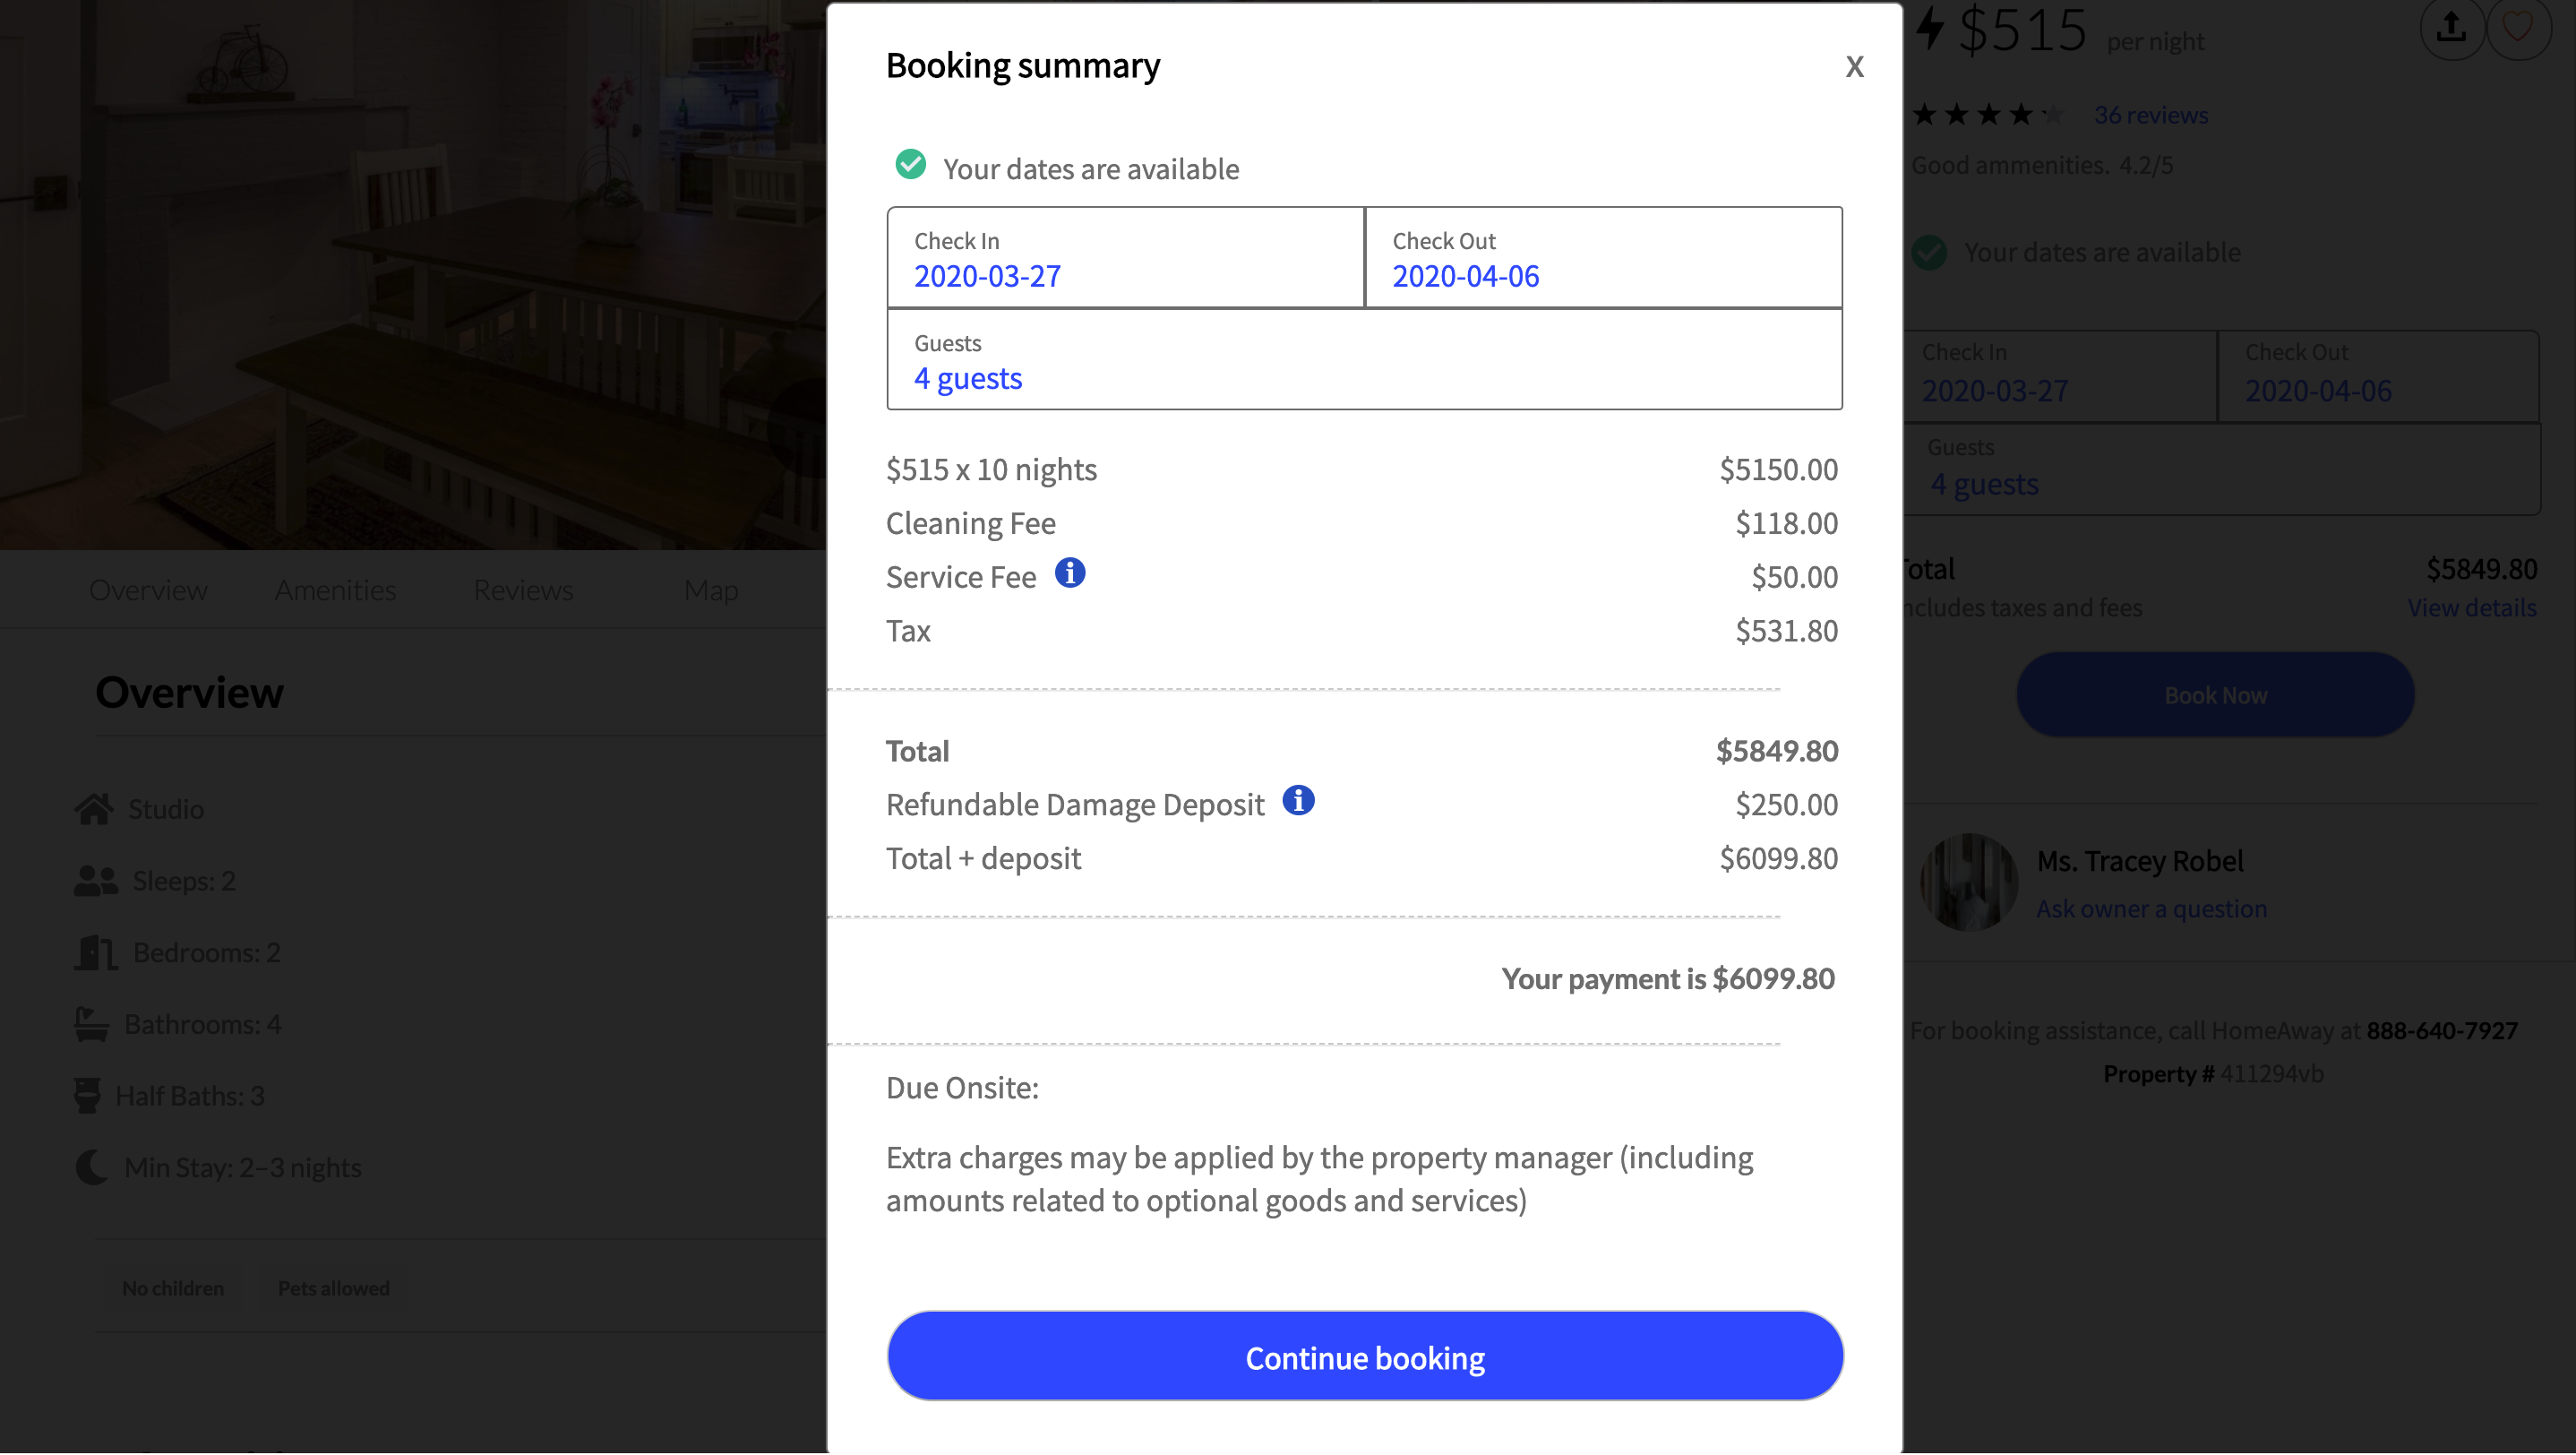 Booking summary
X
Your dates are available
Check In
2020-03-27
Check Out
2020-04-06
Guests
4 guests
$515 x 10 nights $5150.00
Cleaning Fee $118.00
Service Fee $50.00
Tax $531.80
Total $5849.80
Refundable Damage Deposit $250.00
Total + deposit $6099.80
Your payment is $6099.80
Due Onsite:
Extra charges may be applied by the property manager (including
amounts related to optional goods and services)
Continue booking
Overview Amenities Reviews Map
Overview
Studio
Sleeps: 2
Bedrooms: 2
Bathrooms: 4
Half Baths: 3
Min Stay: 2–3 nights
No children Pets allowed
$515 per night
36 reviews
Good ammenities. 4.2/5
Your dates are available
Check In
2020-03-27
Check Out
2020-04-06
Guests
4 guests
Total $5849.80
ncludes taxes and fees View details
Book Now
Ms. Tracey Robel
Ask owner a question
For booking assistance, call HomeAway at 888-640-7927
Property # 411294vb